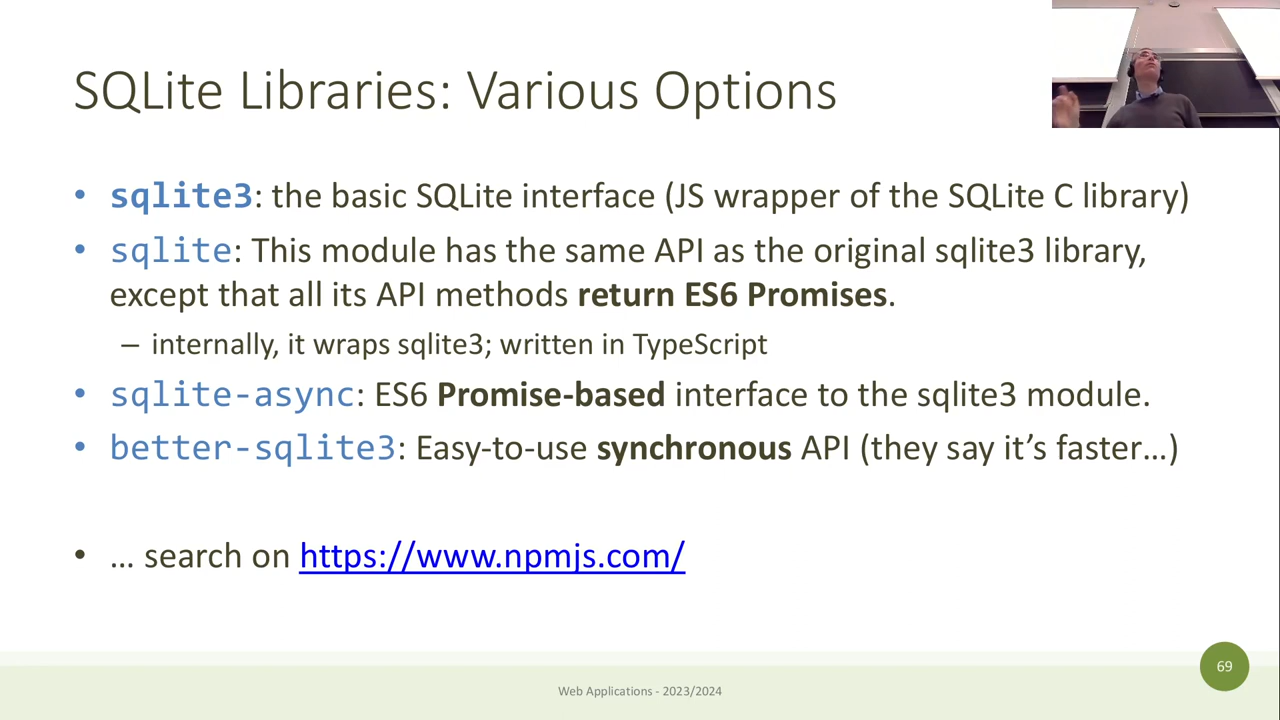 SQLite Libraries: Various Options
• sqlite3: the basic SQLite interface (JS wrapper of the SQLite C library)
• sqlite: This module has the same API as the original sqlite3 library,
except that all its API methods return ES6 Promises.
– internally, it wraps sqlite3; written in TypeScript
• sqlite-async: ES6 Promise-based interface to the sqlite3 module.
• better-sqlite3: Easy-to-use synchronous API (they say it’s faster…)
• … search on https://www.npmjs.com/
69
Web Applications - 2023/2024